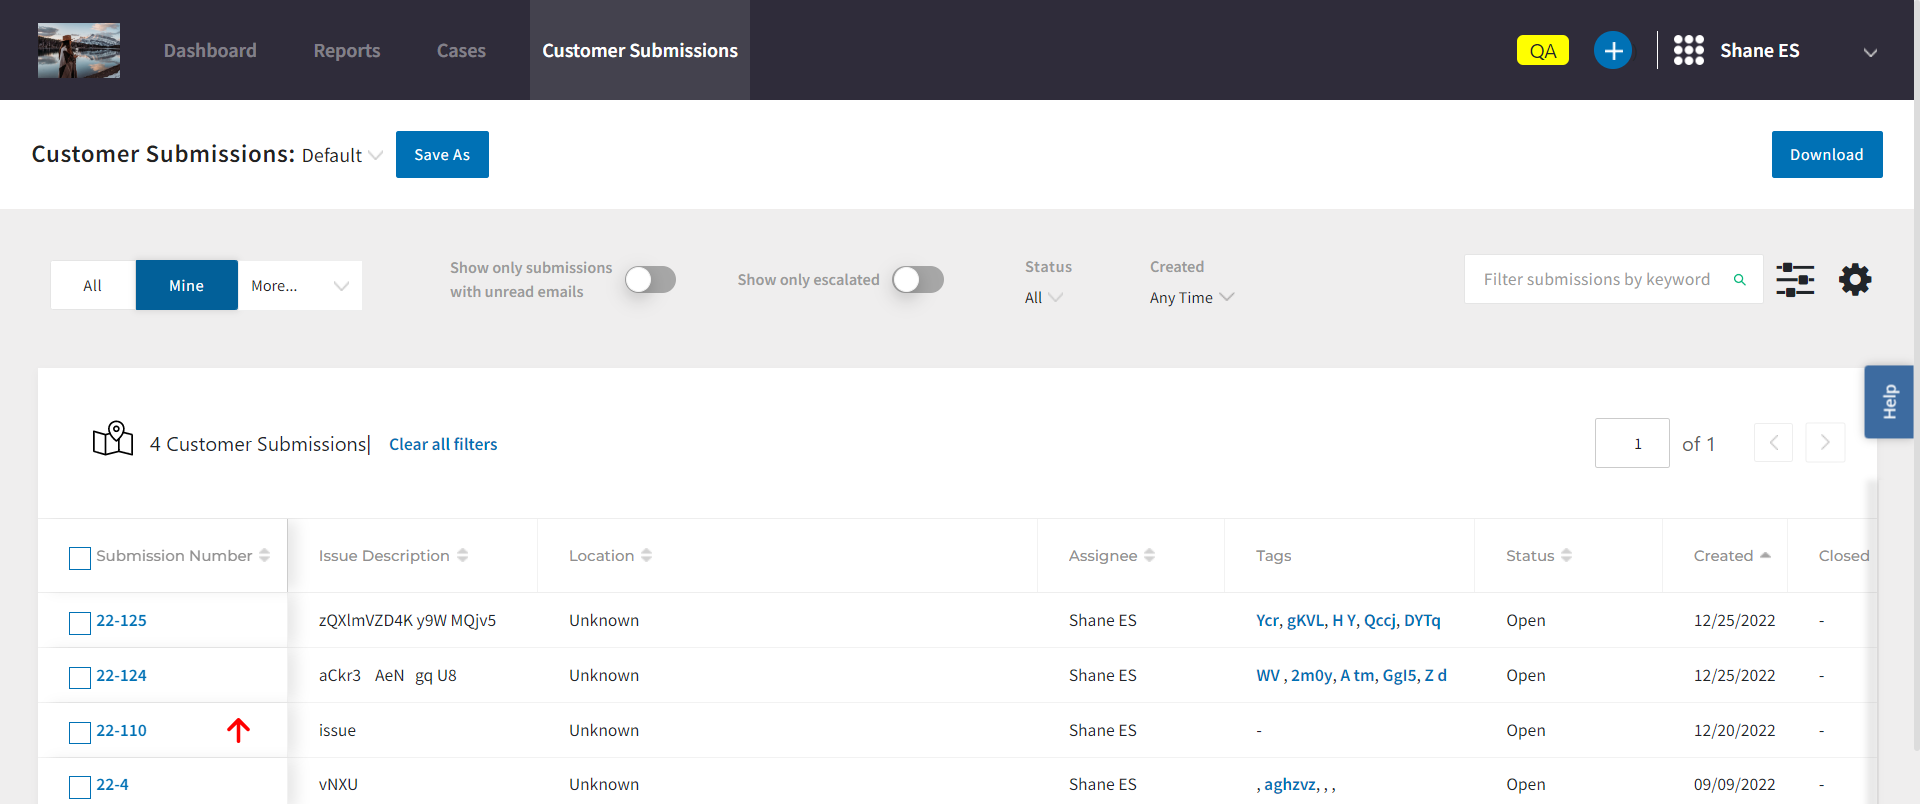 Dashboard Reports Cases Customer Submissions QA Shane ES
Customer Submissions: Default Save As Download
All Mine More...
Show only submissions
with unread emails
Show only escalated
Status
All
Created
Any Time
Filter submissions by keyword
Help
4 Customer Submissions| Clear all filters 1 of 1
Submission Number Issue Description Location Assignee Tags Status Created Closed
22-125 zQXlmVZD4K y9W MQjv5 Unknown Shane ES Ycr, gKVL, H Y, Qccj, DYTq Open 12/25/2022 -
22-124 aCkr3 AeN gq U8 Unknown Shane ES WV , 2m0y, A tm, GgI5, Z d Open 12/25/2022 -
22-110 issue Unknown Shane ES - Open 12/20/2022 -
22-4 vNXU Unknown Shane ES , aghzvz, , , Open 09/09/2022 -